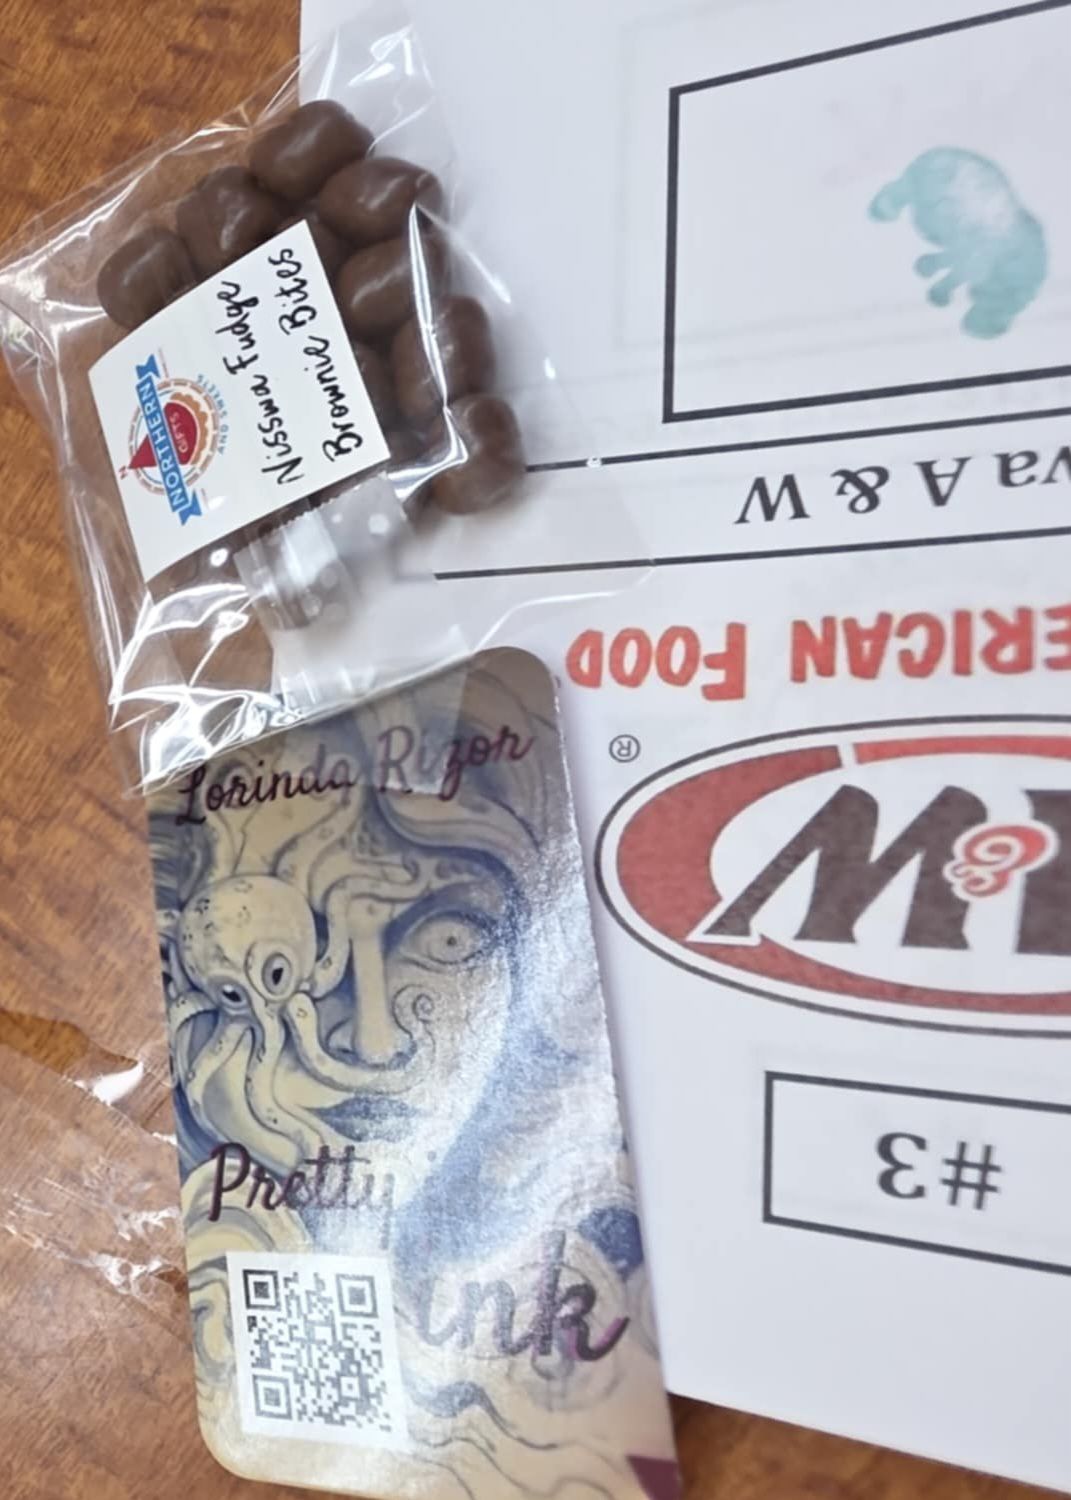 Nisswa Fudge
Brownie Bites
NORTHERN
GIFTS
AND SWEETS
Lorinda Rizor
Pretty
ink
#3
A&W
®
ERICAN FOOD
va A & W